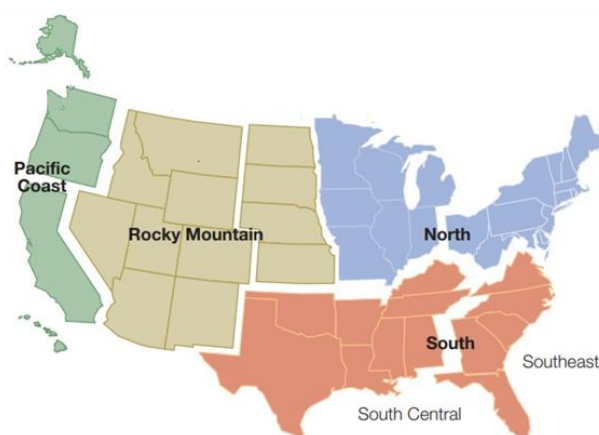 Pacific
Coast
Rocky Mountain
North
South
Southeast
South Central